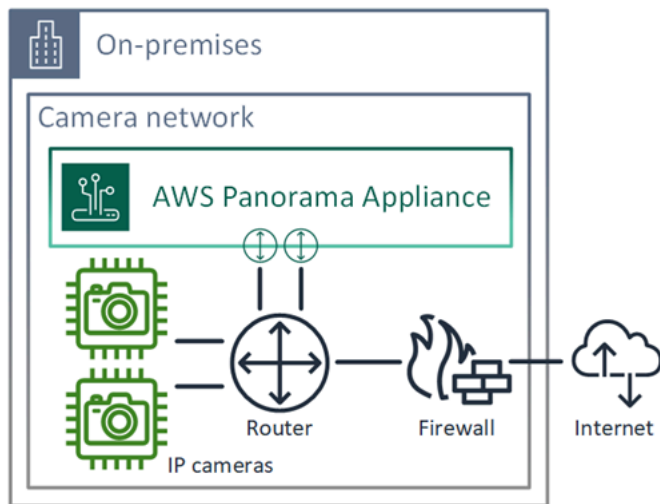 On-premises
Camera network
AWS Panorama Appliance
Router
Firewall
Internet
IP cameras